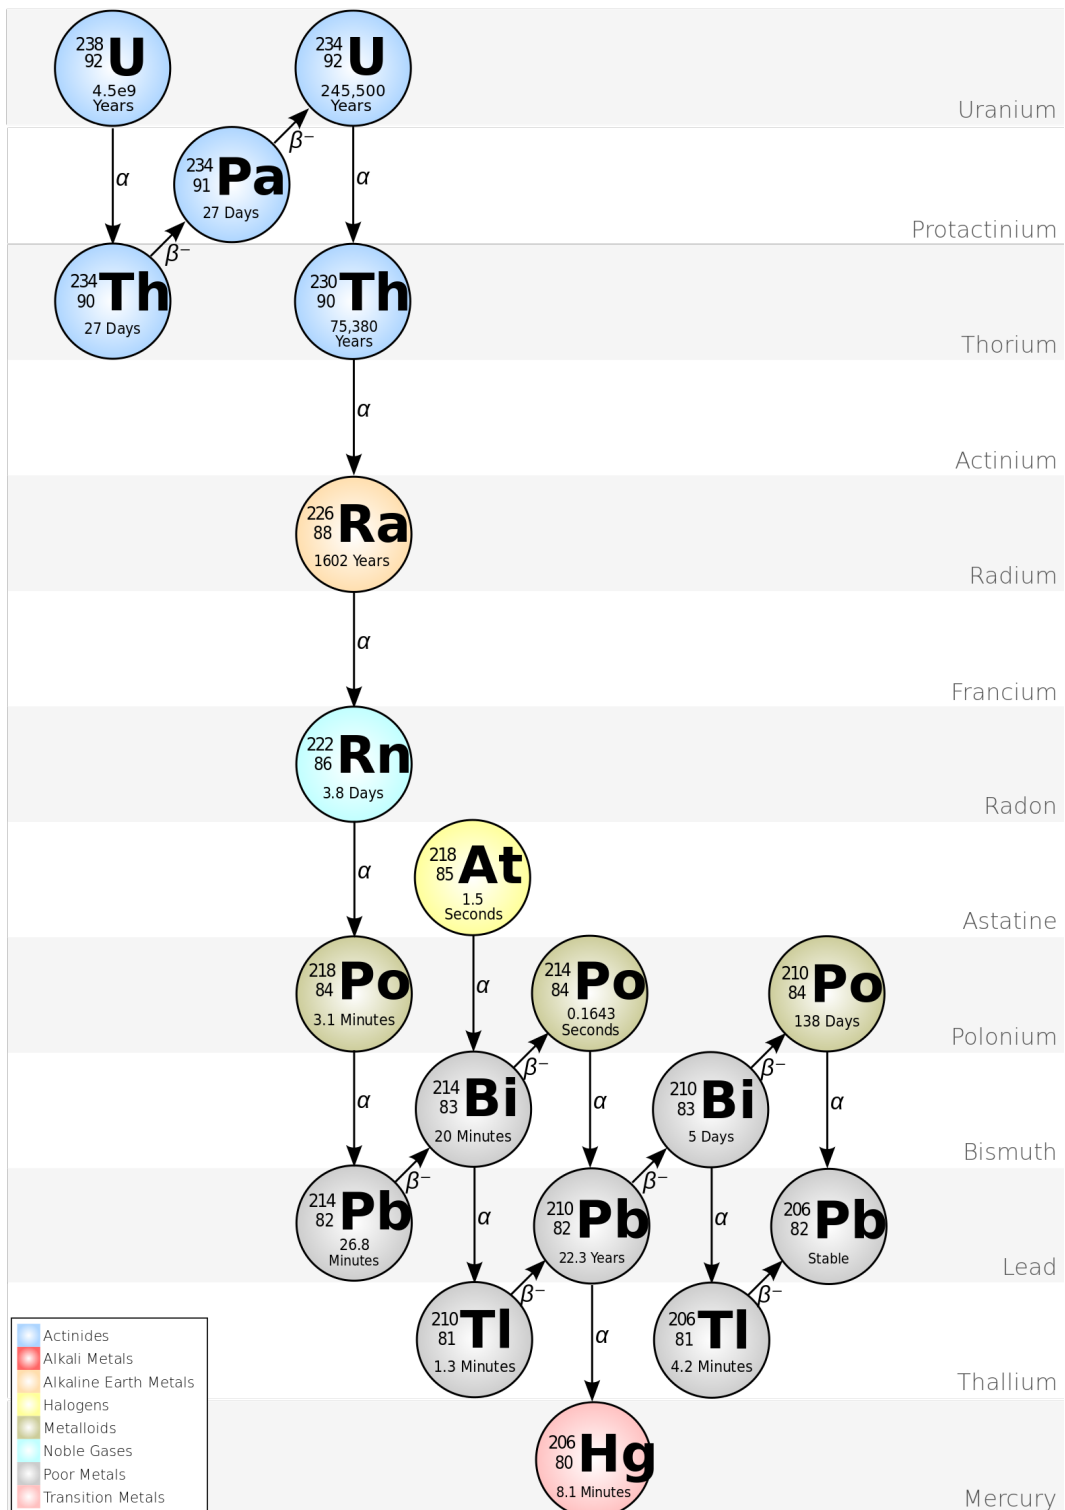 238
92
U
4.5e9
Years
234
92
U
245,500
Years
Uranium
α
β⁻
234
91
Pa
27 Days
α
Protactinium
β⁻
234
90
Th
27 Days
230
90
Th
75,380
Years
Thorium
α
Actinium
226
88
Ra
1602 Years
Radium
α
Francium
222
86
Rn
3.8 Days
Radon
α
218
85
At
1.5
Seconds
Astatine
218
84
Po
3.1 Minutes
α
214
84
Po
0.1643
Seconds
210
84
Po
138 Days
Polonium
α
214
83
Bi
20 Minutes
β⁻
α
210
83
Bi
5 Days
β⁻
α
Bismuth
214
82
Pb
26.8
Minutes
β⁻
α
210
82
Pb
22.3 Years
β⁻
α
206
82
Pb
Stable
Lead
210
81
Tl
1.3 Minutes
β⁻
α
206
81
Tl
4.2 Minutes
β⁻
Thallium
206
80
Hg
8.1 Minutes
Mercury
Actinides
Alkali Metals
Alkaline Earth Metals
Halogens
Metalloids
Noble Gases
Poor Metals
Transition Metals